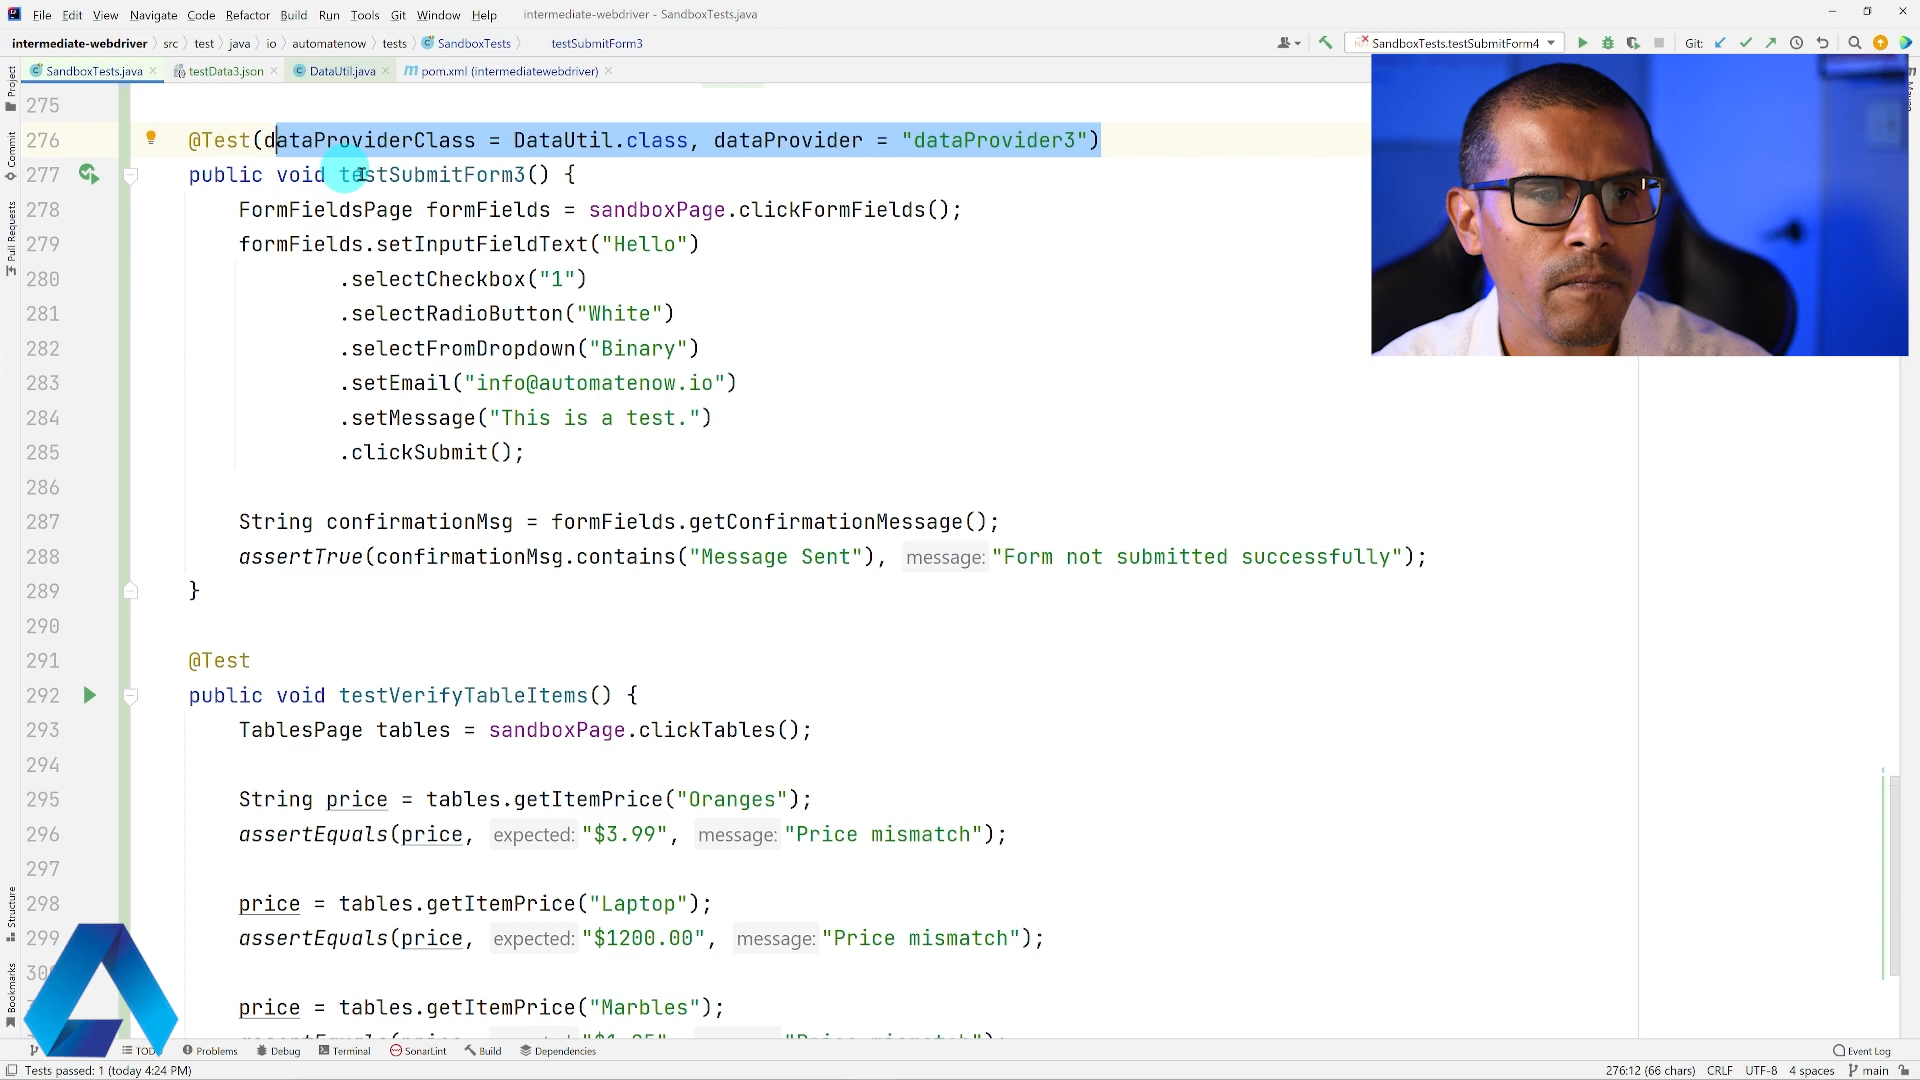 File Edit View Navigate Code Refactor Build Run Tools Git Window Help intermediate-webdriver - SandboxTests.java
intermediate-webdriver src test java io automatenow tests SandboxTests testSubmitForm3 SandboxTests.testSubmitForm4 Git:
SandboxTests.java testData3.json DataUtil.java pom.xml (intermediatewebdriver)
Project
Commit
Pull Requests
Structure
Bookmarks
Maven
275
276 @Test(dataProviderClass = DataUtil.class, dataProvider = "dataProvider3")
277 public void testSubmitForm3() {
278 FormFieldsPage formFields = sandboxPage.clickFormFields();
279 formFields.setInputFieldText("Hello")
280 .selectCheckbox("1")
281 .selectRadioButton("White")
282 .selectFromDropdown("Binary")
283 .setEmail("info@automatenow.io")
284 .setMessage("This is a test.")
285 .clickSubmit();
286
287 String confirmationMsg = formFields.getConfirmationMessage();
288 assertTrue(confirmationMsg.contains("Message Sent"), message: "Form not submitted successfully");
289 }
290
291 @Test
292 public void testVerifyTableItems() {
293 TablesPage tables = sandboxPage.clickTables();
294
295 String price = tables.getItemPrice("Oranges");
296 assertEquals(price, expected: "$3.99", message: "Price mismatch");
297
298 price = tables.getItemPrice("Laptop");
299 assertEquals(price, expected: "$1200.00", message: "Price mismatch");
price = tables.getItemPrice("Marbles");
TODO Problems Debug Terminal SonarLint Build Dependencies Event Log
Tests passed: 1 (today 4:24 PM) 276:12 (66 chars) CRLF UTF-8 4 spaces main